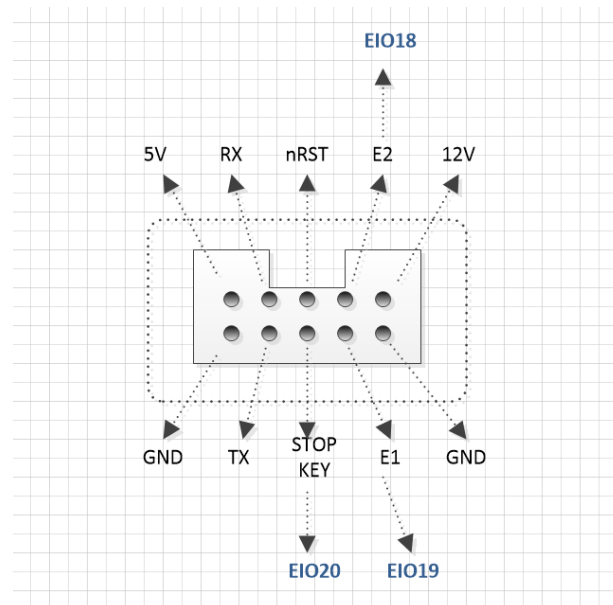 EIO18
5V RX nRST E2 12V
GND TX STOP KEY E1 GND
EIO20 EIO19